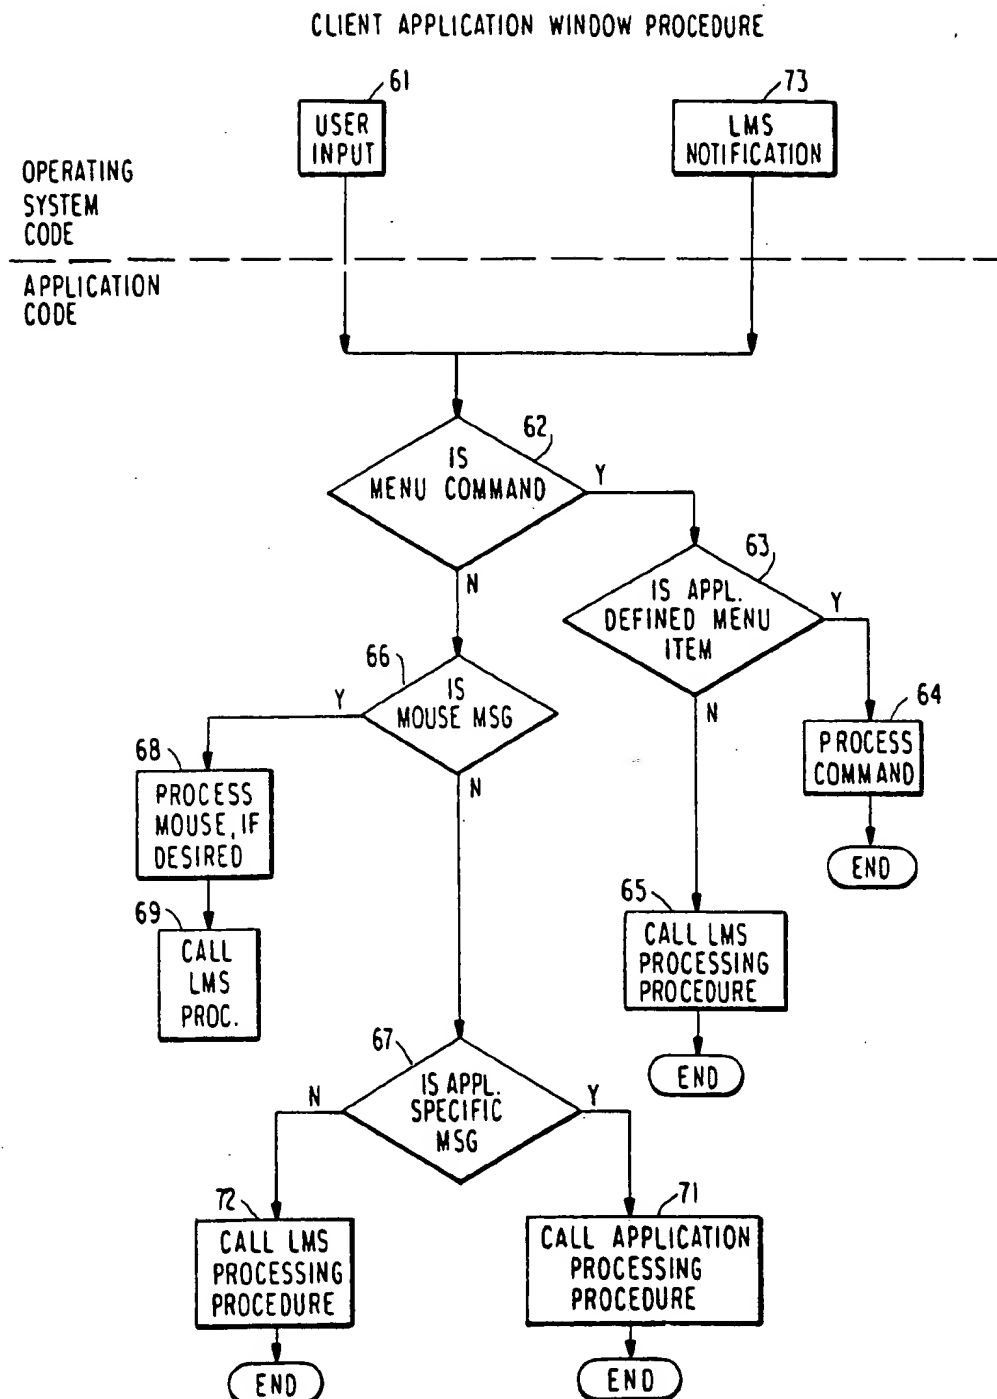 CLIENT APPLICATION WINDOW PROCEDURE
61
73
USER
INPUT
LMS
NOTIFICATION
OPERATING
SYSTEM
CODE
APPLICATION
CODE
62
IS
MENU COMMAND
Y
N
63
IS APPL.
DEFINED MENU
ITEM
Y
N
66
IS
MOUSE MSG
Y
N
64
PROCESS
COMMAND
END
68
PROCESS
MOUSE, IF
DESIRED
69
CALL
LMS
PROC.
65
CALL LMS
PROCESSING
PROCEDURE
END
67
IS APPL.
SPECIFIC
MSG
N
Y
72
CALL LMS
PROCESSING
PROCEDURE
END
71
CALL APPLICATION
PROCESSING
PROCEDURE
END